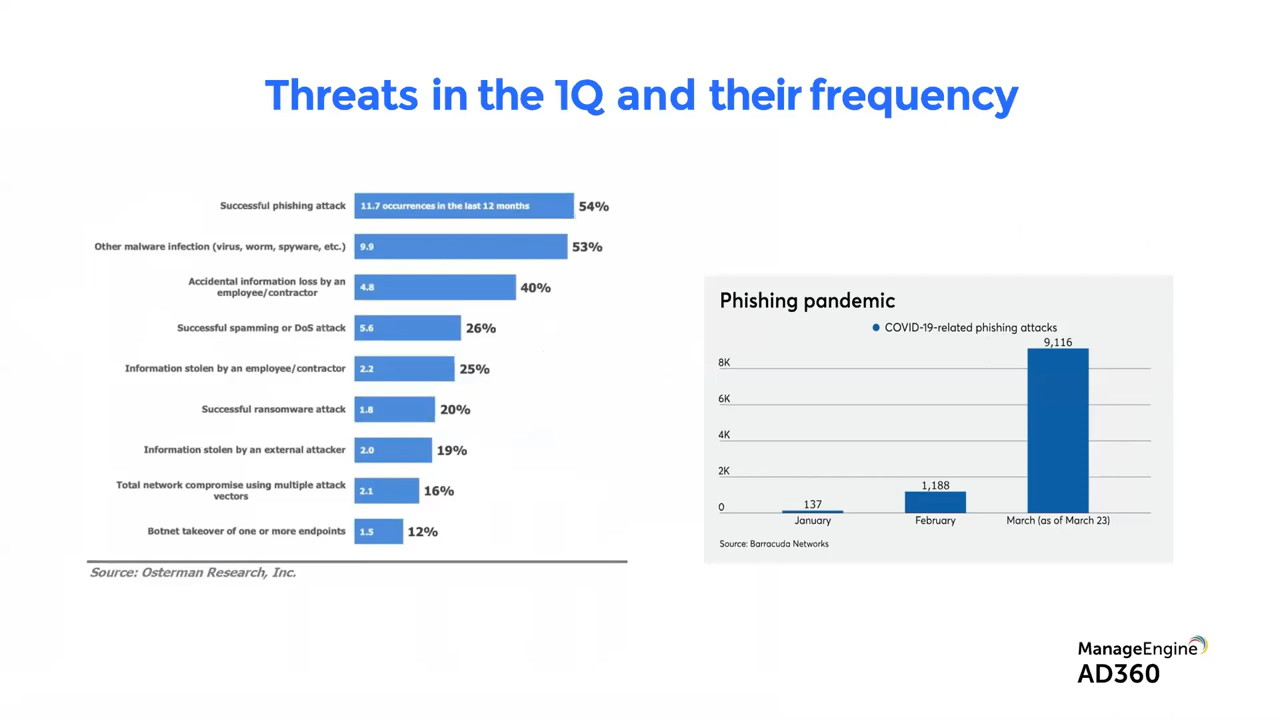 Threats in the 1Q and their frequency
Successful phishing attack
11.7 occurrences in the last 12 months
54%
Other malware infection (virus, worm, spyware, etc.)
9.9
53%
Accidental information loss by an
employee/contractor
4.8
40%
Successful spamming or DoS attack
5.6
26%
Information stolen by an employee/contractor
2.2
25%
Successful ransomware attack
1.8
20%
Information stolen by an external attacker
2.0
19%
Total network compromise using multiple attack
vectors
2.1
16%
Botnet takeover of one or more endpoints
1.5
12%
Source: Osterman Research, Inc.
Phishing pandemic
COVID-19-related phishing attacks
8K
6K
4K
2K
0
137
1,188
9,116
January
February
March (as of March 23)
Source: Barracuda Networks
ManageEngine
AD360